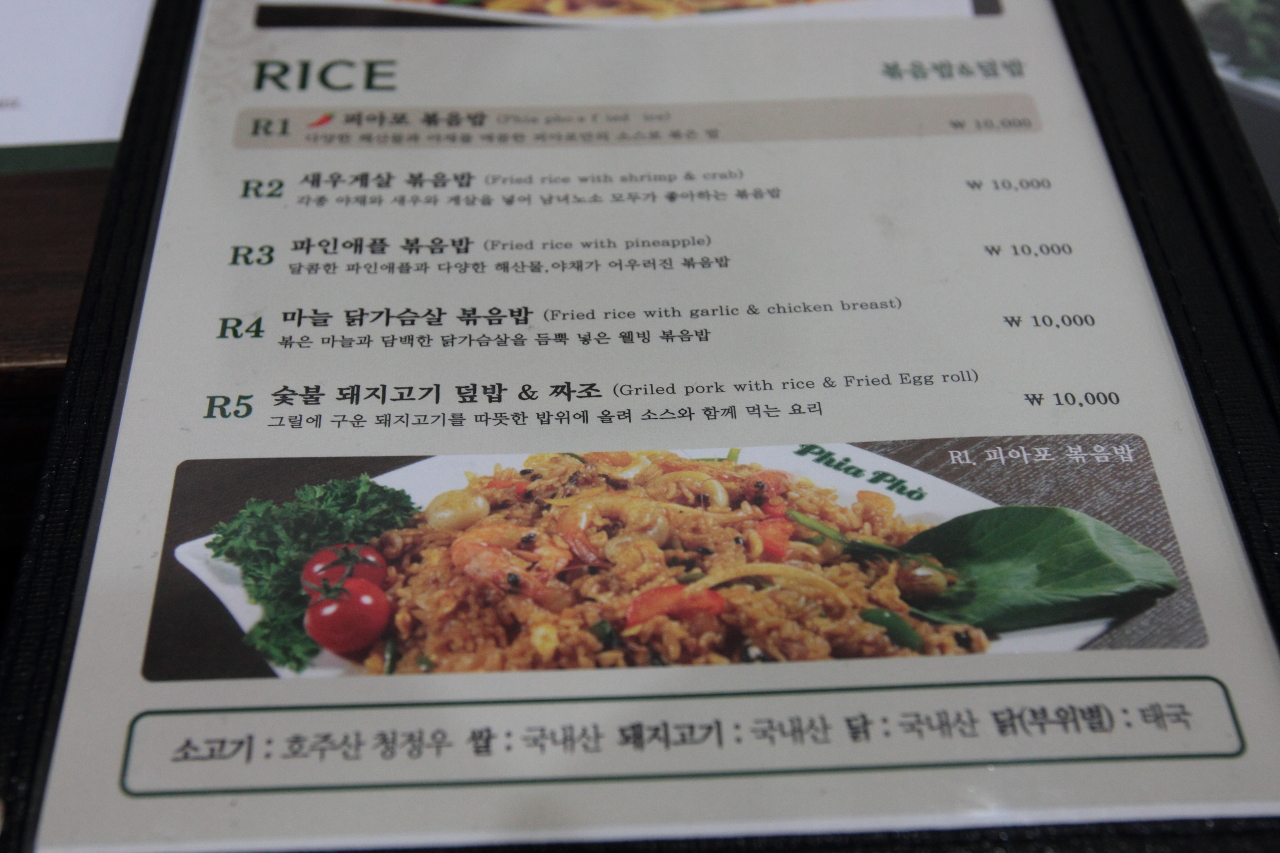 RICE
볶음밥&덮밥
R1 피아포 볶음밥 ₩ 10,000
다양한 해산물과 야채를 매콤한 피아포만의 소스로 볶은 밥
R2 새우게살 볶음밥 (Fried rice with shrimp & crab) ₩ 10,000
각종 야채와 새우와 게살을 넣어 남녀노소 모두가 좋아하는 볶음밥
R3 파인애플 볶음밥 (Fried rice with pineapple) ₩ 10,000
달콤한 파인애플과 다양한 해산물,야채가 어우러진 볶음밥
R4 마늘 닭가슴살 볶음밥 (Fried rice with garlic & chicken breast) ₩ 10,000
볶은 마늘과 담백한 닭가슴살을 듬뿍 넣은 웰빙 볶음밥
R5 숯불 돼지고기 덮밥 & 짜조 (Griled pork with rice & Fried Egg roll) ₩ 10,000
그릴에 구운 돼지고기를 따뜻한 밥위에 올려 소스와 함께 먹는 요리
Phia Phở
R1. 피아포 볶음밥
소고기 : 호주산 청정우 쌀 : 국내산 돼지고기 : 국내산 닭 : 국내산 닭(부위별) : 태국